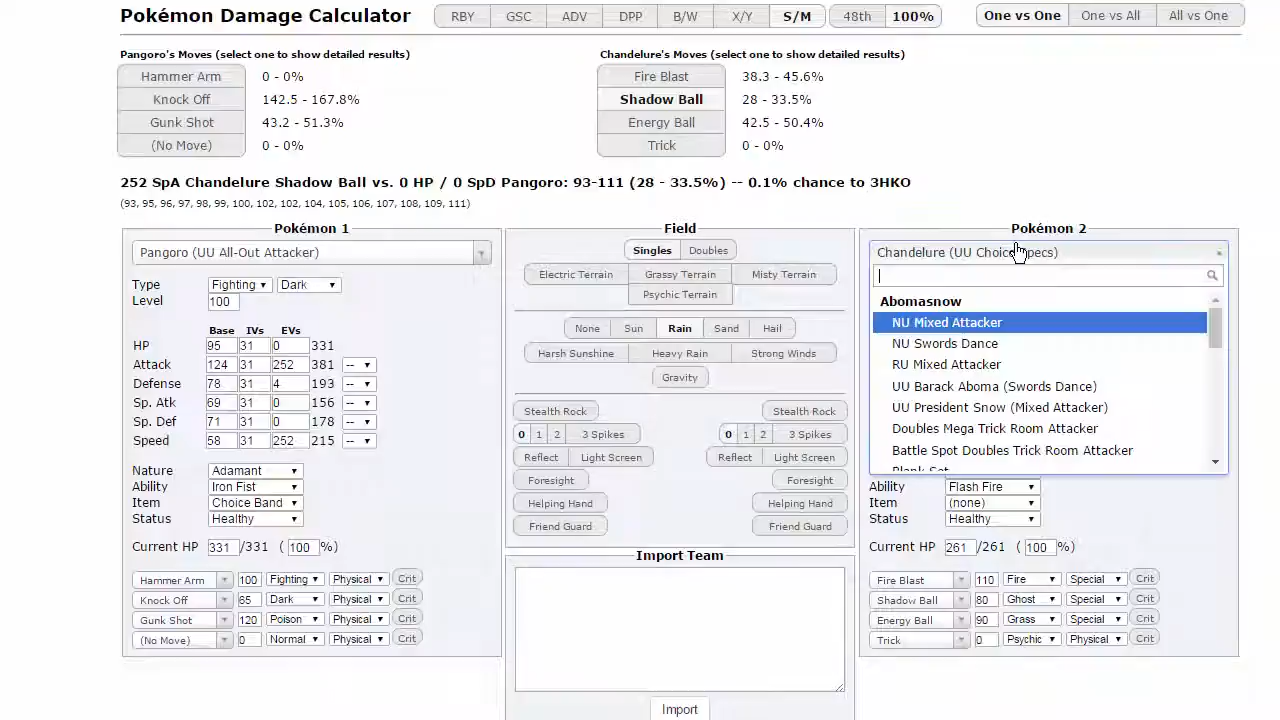 Pokémon Damage Calculator
RBY GSC ADV DPP B/W X/Y S/M 48th 100% One vs One One vs All All vs One
Pangoro's Moves (select one to show detailed results)
Hammer Arm 0 - 0%
Knock Off 142.5 - 167.8%
Gunk Shot 43.2 - 51.3%
(No Move) 0 - 0%
Chandelure's Moves (select one to show detailed results)
Fire Blast 38.3 - 45.6%
Shadow Ball 28 - 33.5%
Energy Ball 42.5 - 50.4%
Trick 0 - 0%
252 SpA Chandelure Shadow Ball vs. 0 HP / 0 SpD Pangoro: 93-111 (28 - 33.5%) -- 0.1% chance to 3HKO
(93, 95, 96, 97, 98, 99, 100, 102, 102, 104, 105, 106, 107, 108, 109, 111)
Pokémon 1
Pangoro (UU All-Out Attacker)
Type Fighting Dark
Level 100
Base IVs EVs
HP 95 31 0 331
Attack 124 31 252 381 --
Defense 78 31 4 193 --
Sp. Atk 69 31 0 156 --
Sp. Def 71 31 0 178 --
Speed 58 31 252 215 --
Nature Adamant
Ability Iron Fist
Item Choice Band
Status Healthy
Current HP 331 /331 ( 100 %)
Hammer Arm 100 Fighting Physical Crit
Knock Off 65 Dark Physical Crit
Gunk Shot 120 Poison Physical Crit
(No Move) 0 Normal Physical Crit
Field
Singles Doubles
Electric Terrain Grassy Terrain Misty Terrain
Psychic Terrain
None Sun Rain Sand Hail
Harsh Sunshine Heavy Rain Strong Winds
Gravity
Stealth Rock Stealth Rock
0 1 2 3 Spikes 0 1 2 3 Spikes
Reflect Light Screen Reflect Light Screen
Foresight Foresight
Helping Hand Helping Hand
Friend Guard Friend Guard
Import Team
Import
Pokémon 2
Chandelure (UU Choice Specs)
Abomasnow
NU Mixed Attacker
NU Swords Dance
RU Mixed Attacker
UU Barack Aboma (Swords Dance)
UU President Snow (Mixed Attacker)
Doubles Mega Trick Room Attacker
Battle Spot Doubles Trick Room Attacker
Blank Set
Ability Flash Fire
Item (none)
Status Healthy
Current HP 261 /261 ( 100 %)
Fire Blast 110 Fire Special Crit
Shadow Ball 80 Ghost Special Crit
Energy Ball 90 Grass Special Crit
Trick 0 Psychic Physical Crit